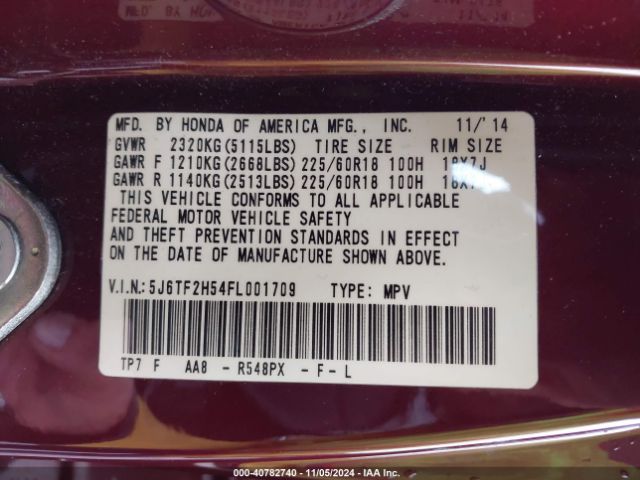 MFD. BY HONDA OF AMERICA MFG., INC. 11/'14
GVWR 2320KG(5115LBS) TIRE SIZE RIM SIZE
GAWR F 1210KG(2668LBS) 225/60R18 100H 18X7J
GAWR R 1140KG(2513LBS) 225/60R18 100H 18X7J
THIS VEHICLE CONFORMS TO ALL APPLICABLE
FEDERAL MOTOR VEHICLE SAFETY
AND THEFT PREVENTION STANDARDS IN EFFECT
ON THE DATE OF MANUFACTURE SHOWN ABOVE.
V.I.N.:5J6TF2H54FL001709 TYPE: MPV
TP7 F AA8 - R548PX - F - L
000-40782740 - 11/05/2024 - IAA Inc.